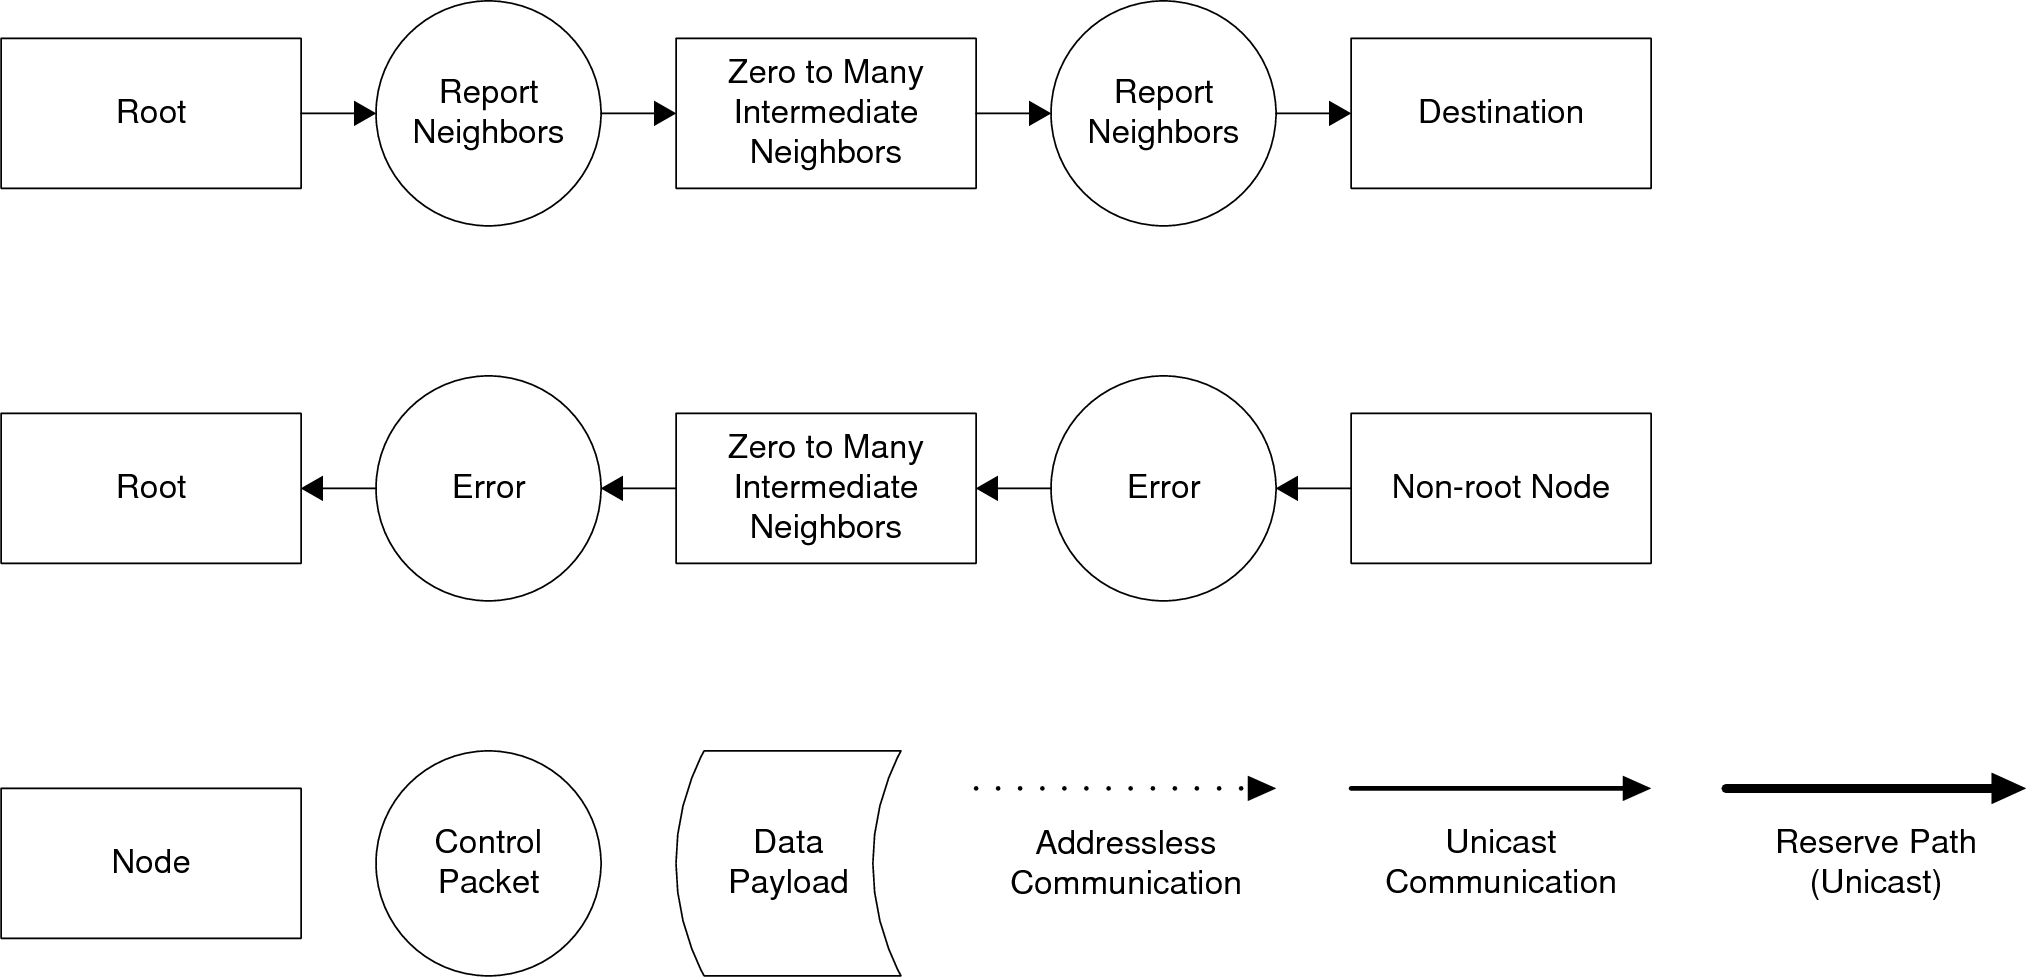 Root
Report
Neighbors
Zero to Many
Intermediate
Neighbors
Report
Neighbors
Destination
Root
Error
Zero to Many
Intermediate
Neighbors
Error
Non-root Node
Node
Control
Packet
Data
Payload
Addressless
Communication
Unicast
Communication
Reserve Path
(Unicast)